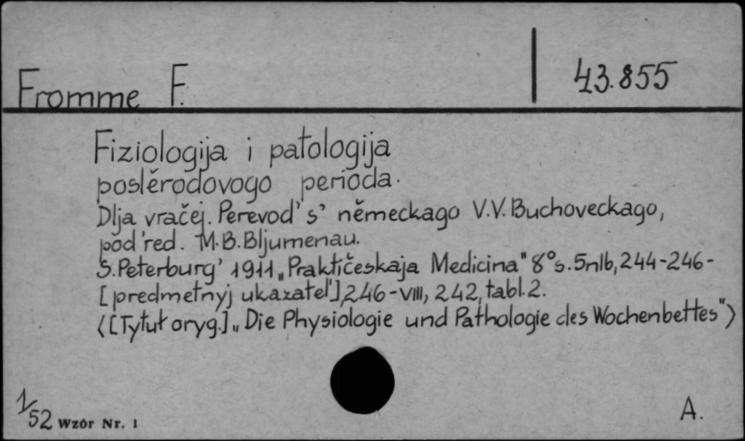 Fromme F.
43.855
Fiziologija i patologija
poslěrodovogo perioda.
Dlja vračej. Perevod' s' německago V.V. Buchoveckago,
pod' red. M.B. Bljumenau.
S. Peterburg' 1911 „Praktičeskaja Medicina" 8° s. 5nlb, 244-246-
[predmetnyj ukazatel'] 246-VIII, 242, tabl. 2.
([Tytuł oryg.] „Die Physiologie und Pathologie des Wochenbettes")
1/52 Wzór Nr. 1
A.